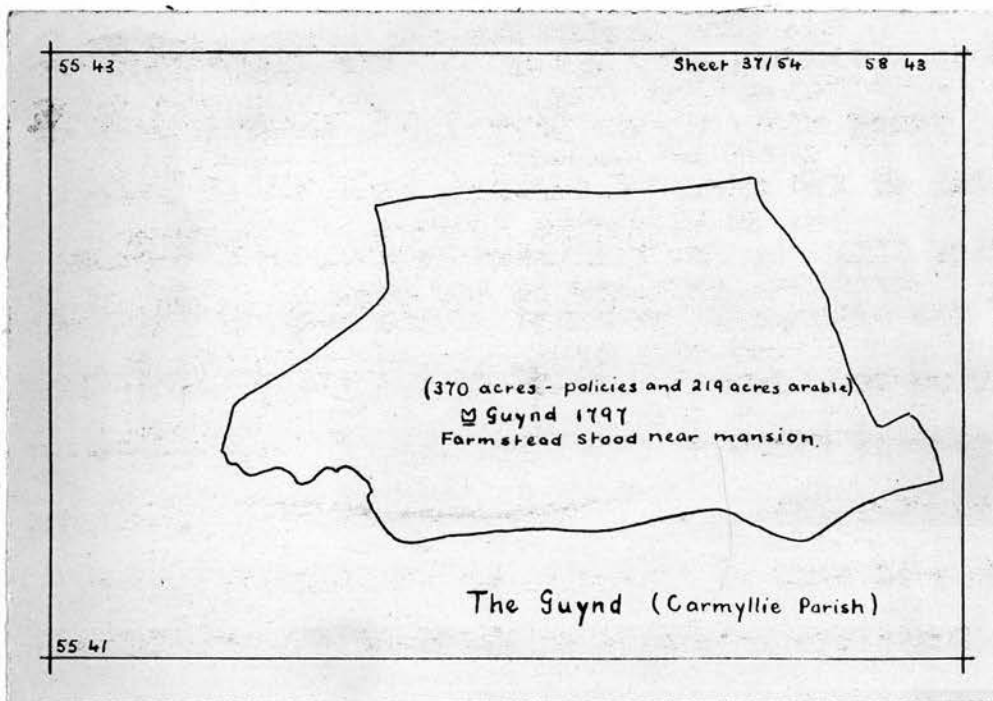 55 43
Sheet 37/54 58 43
(370 acres - policies and 219 acres arable)
M Guynd 1797
Farmstead stood near mansion.
The Guynd (Carmyllie Parish)
55 41